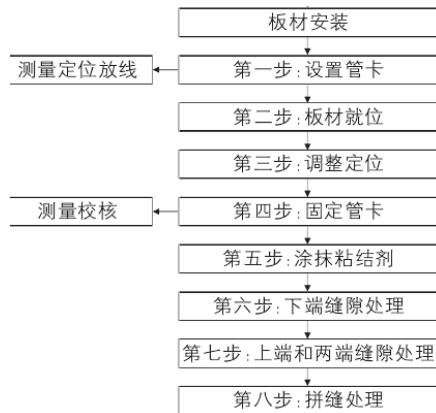 板材安装
测量定位放线
第一步:设置管卡
第二步:板材就位
第三步:调整定位
测量校核
第四步:固定管卡
第五步:涂抹粘结剂
第六步:下端缝隙处理
第七步:上端和两端缝隙处理
第八步:拼缝处理